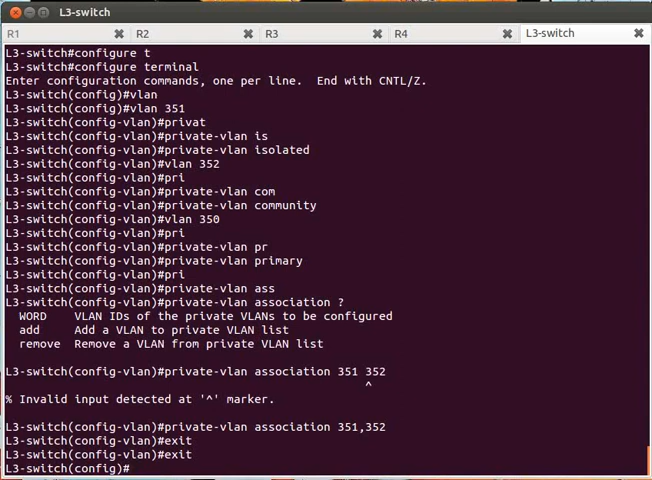 L3-switch
R1
R2
R3
R4
L3-switch
L3-switch#configure t
L3-switch#configure terminal
Enter configuration commands, one per line.  End with CNTL/Z.
L3-switch(config)#vlan
L3-switch(config)#vlan 351
L3-switch(config-vlan)#privat
L3-switch(config-vlan)#private-vlan is
L3-switch(config-vlan)#private-vlan isolated
L3-switch(config-vlan)#vlan 352
L3-switch(config-vlan)#pri
L3-switch(config-vlan)#private-vlan com
L3-switch(config-vlan)#private-vlan community
L3-switch(config-vlan)#vlan 350
L3-switch(config-vlan)#pri
L3-switch(config-vlan)#private-vlan pr
L3-switch(config-vlan)#private-vlan primary
L3-switch(config-vlan)#pri
L3-switch(config-vlan)#private-vlan ass
L3-switch(config-vlan)#private-vlan association ?
  WORD    VLAN IDs of the private VLANs to be configured
  add     Add a VLAN to private VLAN list
  remove  Remove a VLAN from private VLAN list
L3-switch(config-vlan)#private-vlan association 351 352
^
% Invalid input detected at '^' marker.
L3-switch(config-vlan)#private-vlan association 351,352
L3-switch(config-vlan)#exit
L3-switch(config-vlan)#exit
L3-switch(config)#